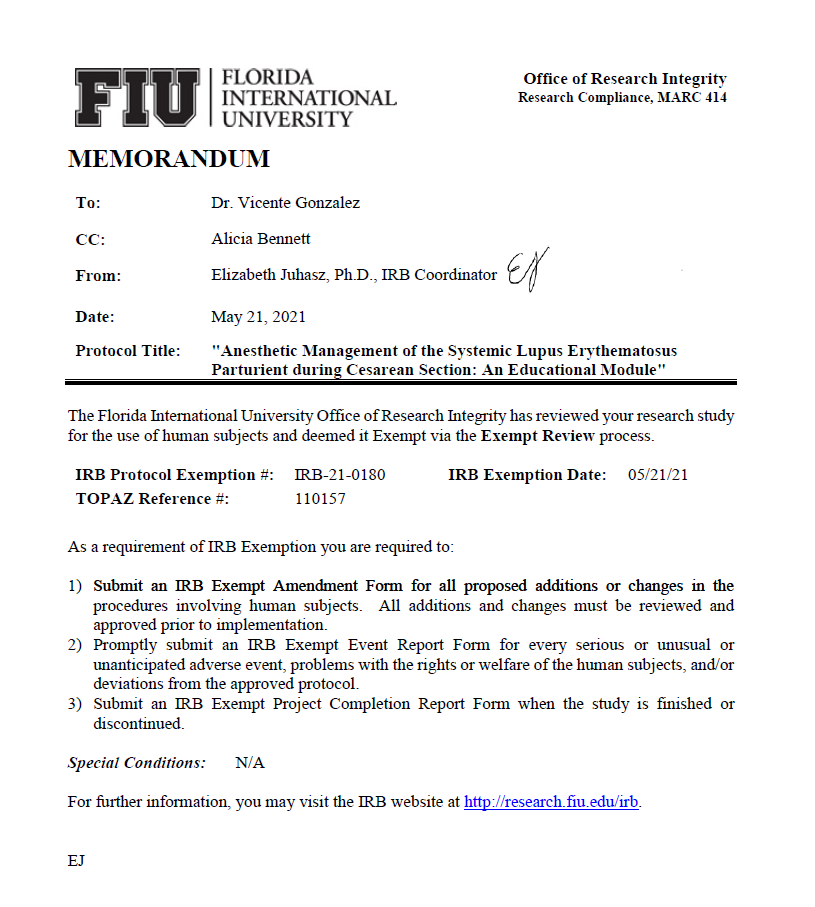 FIU FLORIDA
INTERNATIONAL
UNIVERSITY
Office of Research Integrity
Research Compliance, MARC 414
MEMORANDUM
To: Dr. Vicente Gonzalez
CC: Alicia Bennett
From: Elizabeth Juhasz, Ph.D., IRB Coordinator EJ
Date: May 21, 2021
Protocol Title: "Anesthetic Management of the Systemic Lupus Erythematosus
Parturient during Cesarean Section: An Educational Module"
The Florida International University Office of Research Integrity has reviewed your research study
for the use of human subjects and deemed it Exempt via the Exempt Review process.
IRB Protocol Exemption #: IRB-21-0180 IRB Exemption Date: 05/21/21
TOPAZ Reference #: 110157
As a requirement of IRB Exemption you are required to:
1) Submit an IRB Exempt Amendment Form for all proposed additions or changes in the
procedures involving human subjects. All additions and changes must be reviewed and
approved prior to implementation.
2) Promptly submit an IRB Exempt Event Report Form for every serious or unusual or
unanticipated adverse event, problems with the rights or welfare of the human subjects, and/or
deviations from the approved protocol.
3) Submit an IRB Exempt Project Completion Report Form when the study is finished or
discontinued.
Special Conditions: N/A
For further information, you may visit the IRB website at http://research.fiu.edu/irb.
EJ